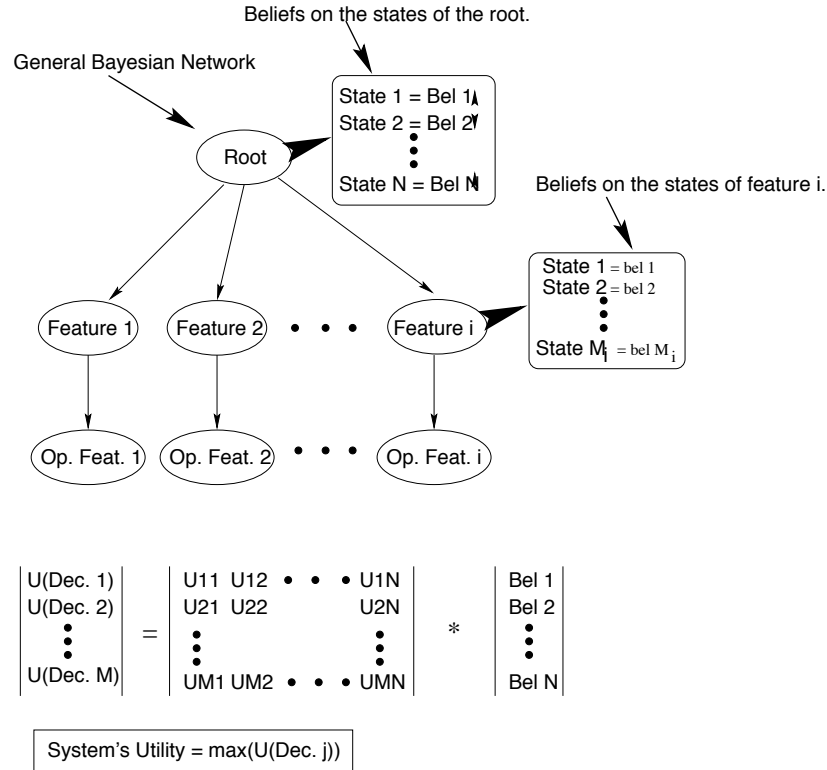 Beliefs on the states of the root.
General Bayesian Network
State 1 = Bel 1
State 2 = Bel 2
State N = Bel N
Root
Beliefs on the states of feature i.
State 1 = bel 1
State 2 = bel 2
State M i = bel M i
Feature 1 Feature 2 Feature i
Op. Feat. 1 Op. Feat. 2 Op. Feat. i
U(Dec. 1) U11 U12 • • • U1N Bel 1
U(Dec. 2) U21 U22 U2N Bel 2
= *
U(Dec. M) UM1 UM2 • • • UMN Bel N
System's Utility = max(U(Dec. j))